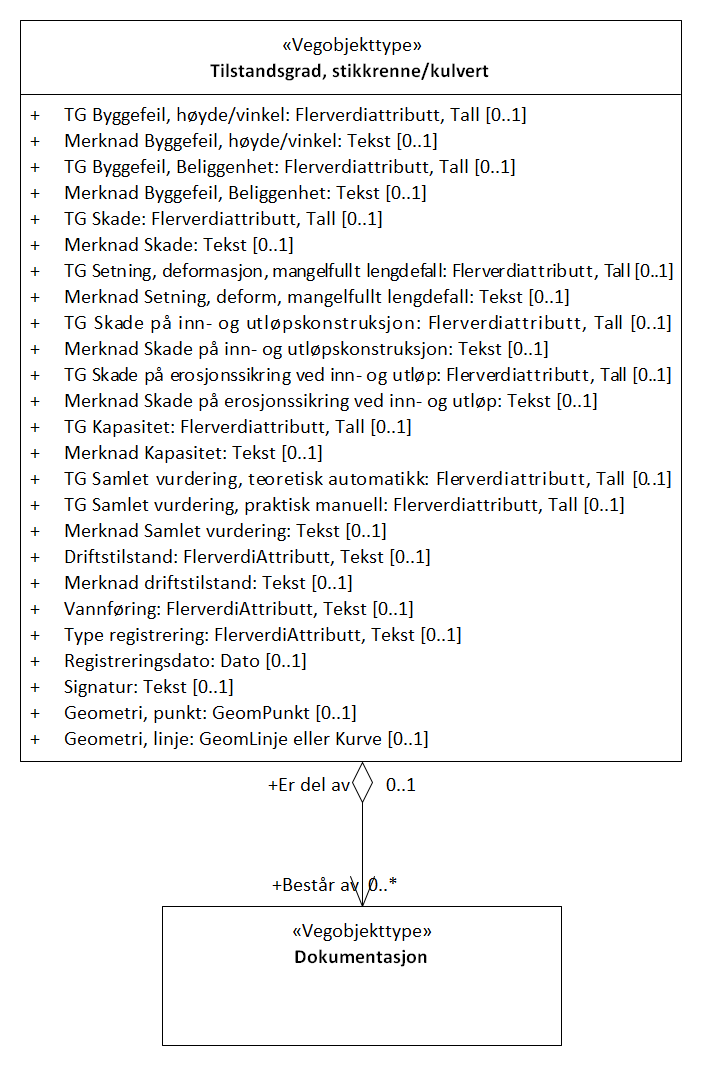 «Vegobjekttype»
Tilstandsgrad, stikkrenne/kulvert
+ TG Byggefeil, høyde/vinkel: Flerverdiattributt, Tall [0..1]
+ Merknad Byggefeil, høyde/vinkel: Tekst [0..1]
+ TG Byggefeil, Beliggenhet: Flerverdiattributt, Tall [0..1]
+ Merknad Byggefeil, Beliggenhet: Tekst [0..1]
+ TG Skade: Flerverdiattributt, Tall [0..1]
+ Merknad Skade: Tekst [0..1]
+ TG Setning, deformasjon, mangelfullt lengdefall: Flerverdiattributt, Tall [0..1]
+ Merknad Setning, deform, mangelfullt lengdefall: Tekst [0..1]
+ TG Skade på inn- og utløpskonstruksjon: Flerverdiattributt, Tall [0..1]
+ Merknad Skade på inn- og utløpskonstruksjon: Tekst [0..1]
+ TG Skade på erosjonssikring ved inn- og utløp: Flerverdiattributt, Tall [0..1]
+ Merknad Skade på erosjonssikring ved inn- og utløp: Tekst [0..1]
+ TG Kapasitet: Flerverdiattributt, Tall [0..1]
+ Merknad Kapasitet: Tekst [0..1]
+ TG Samlet vurdering, teoretisk automatikk: Flerverdiattributt, Tall [0..1]
+ TG Samlet vurdering, praktisk manuell: Flerverdiattributt, Tall [0..1]
+ Merknad Samlet vurdering: Tekst [0..1]
+ Driftstilstand: FlerverdiAttributt, Tekst [0..1]
+ Merknad driftstilstand: Tekst [0..1]
+ Vannføring: FlerverdiAttributt, Tekst [0..1]
+ Type registrering: FlerverdiAttributt, Tekst [0..1]
+ Registreringsdato: Dato [0..1]
+ Signatur: Tekst [0..1]
+ Geometri, punkt: GeomPunkt [0..1]
+ Geometri, linje: GeomLinje eller Kurve [0..1]
+Er del av 0..1
+Består av 0..*
«Vegobjekttype»
Dokumentasjon